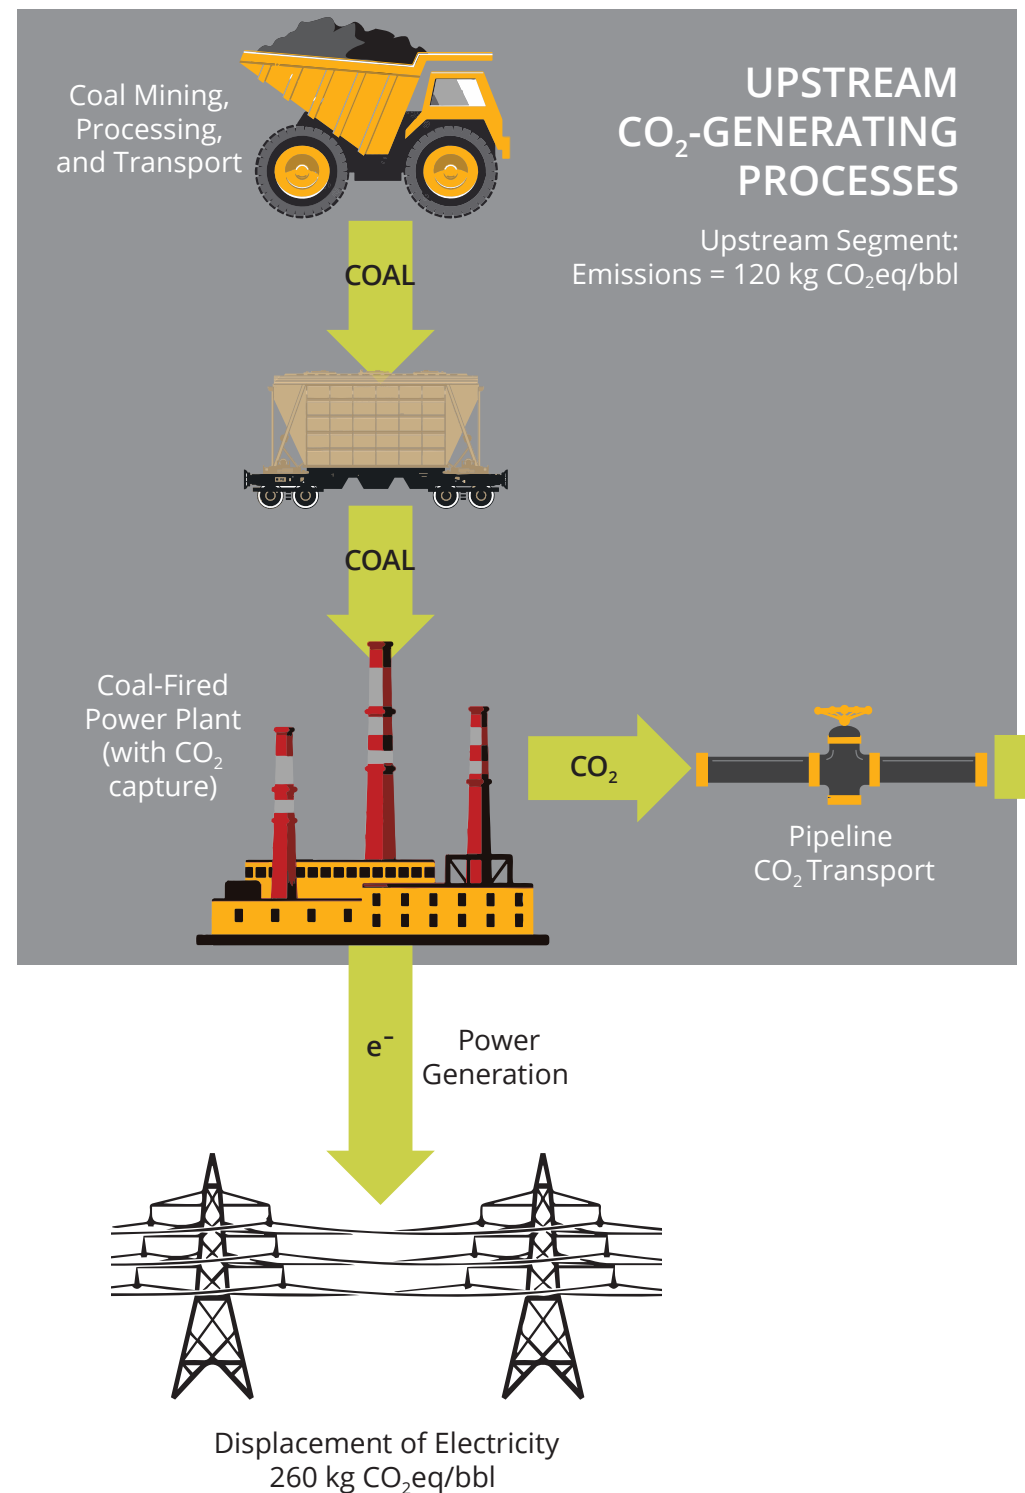 Coal Mining,
Processing,
and Transport
UPSTREAM
CO₂-GENERATING
PROCESSES
Upstream Segment:
Emissions = 120 kg CO₂eq/bbl
COAL
COAL
Coal-Fired
Power Plant
(with CO₂
capture)
CO₂
Pipeline
CO₂ Transport
e⁻
Power
Generation
Displacement of Electricity
260 kg CO₂eq/bbl